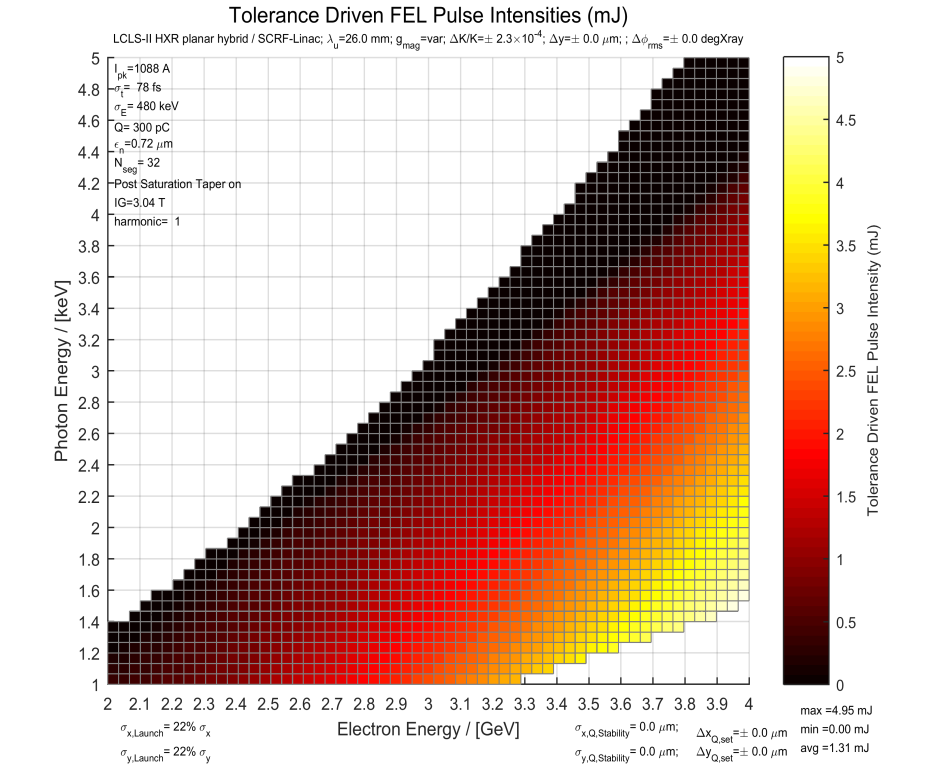 Tolerance Driven FEL Pulse Intensities (mJ)
LCLS-II HXR planar hybrid / SCRF-Linac; λu=26.0 mm; gmag=var; ΔK/K=± 2.3×10-4; Δy=± 0.0 μm; ; Δϕrms=± 0.0 degXray
Ipk=1088 A
σt= 78 fs
σE= 480 keV
Q= 300 pC
ϵn=0.72 μm
Nseg= 32
Post Saturation Taper on
IG=3.04 T
harmonic= 1
Photon Energy / [keV]
5
4.8
4.6
4.4
4.2
4
3.8
3.6
3.4
3.2
3
2.8
2.6
2.4
2.2
2
1.8
1.6
1.4
1.2
1
2 2.1 2.2 2.3 2.4 2.5 2.6 2.7 2.8 2.9 3 3.1 3.2 3.3 3.4 3.5 3.6 3.7 3.8 3.9 4
Electron Energy / [GeV]
5
4.5
4
3.5
3
2.5
2
1.5
1
0.5
0
Tolerance Driven FEL Pulse Intensity (mJ)
σx,Launch= 22% σx
σy,Launch= 22% σy
σx,Q,Stability= 0.0 μm; ΔxQ,set=± 0.0 μm
σy,Q,Stability= 0.0 μm; ΔyQ,set=± 0.0 μm
max =4.95 mJ
min =0.00 mJ
avg =1.31 mJ